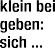 klein bei
geben:
sich ...